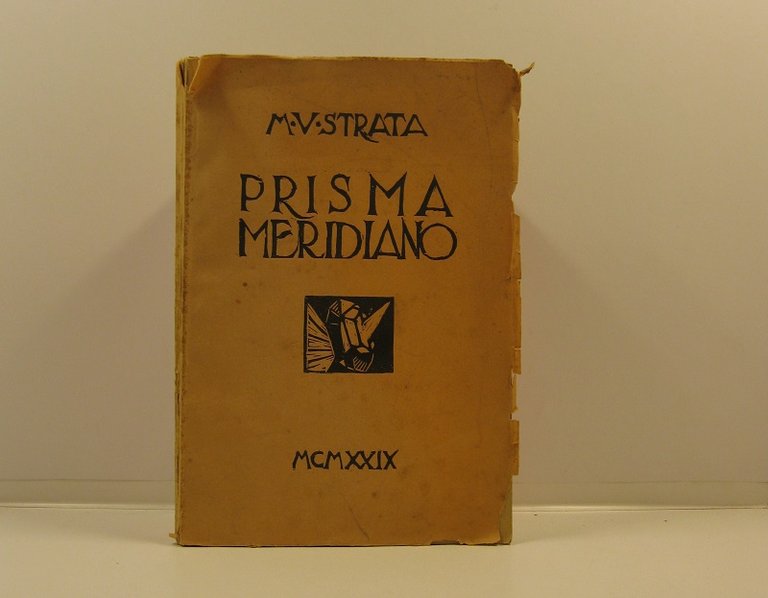 M·V·STRATA
PRISMA
MERIDIANO
MCMXXIX